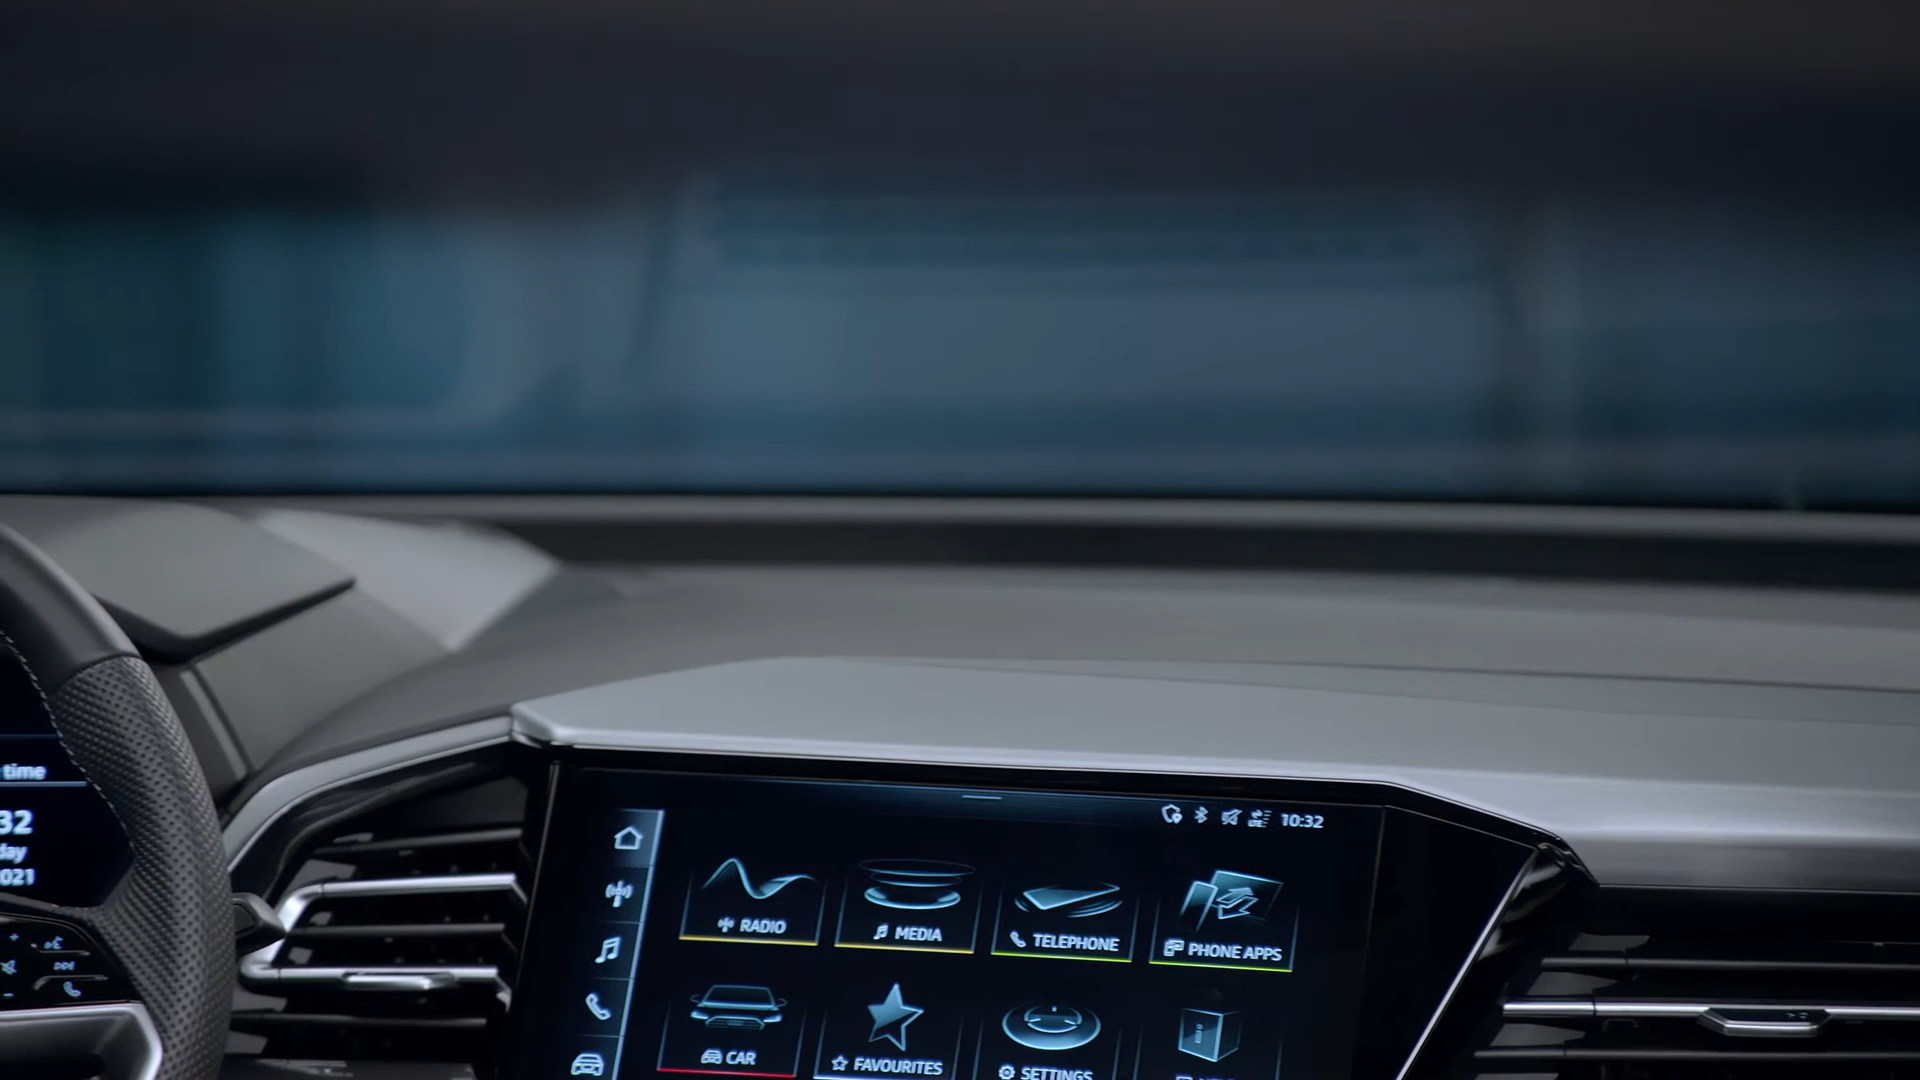 time
32
day
021
10:32
RADIO
MEDIA
TELEPHONE
PHONE APPS
CAR
FAVOURITES
SETTINGS